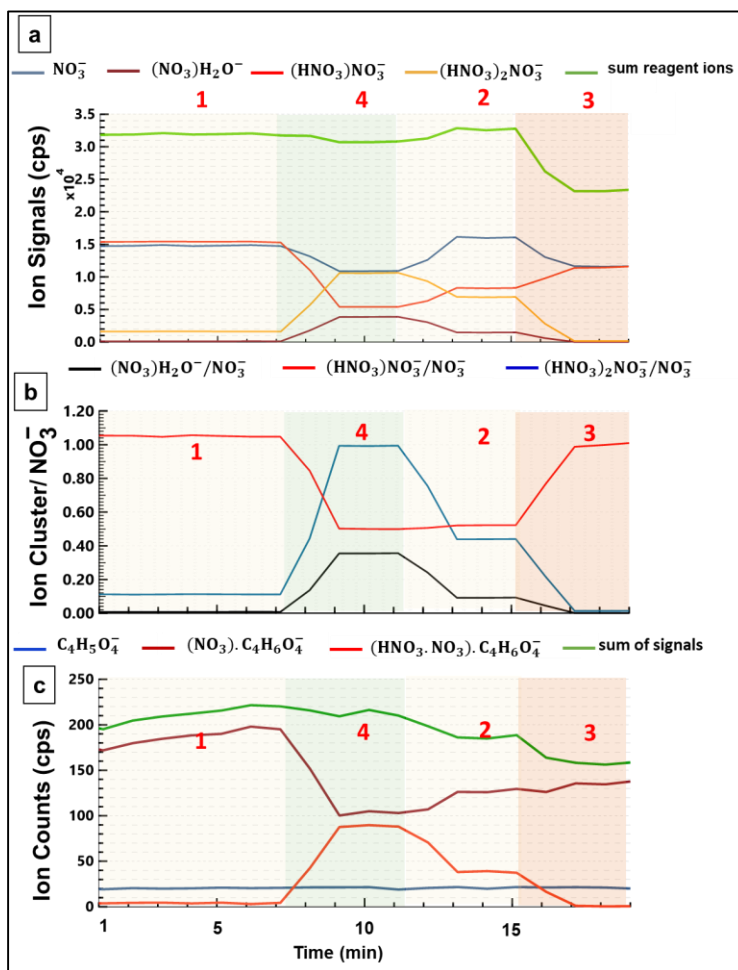 a
NO₃⁻ (NO₃)H₂O⁻ (HNO₃)NO₃⁻ (HNO₃)₂NO₃⁻ sum reagent ions
1 4 2 3
Ion Signals (cps)
×10⁴
3.5
3.0
2.5
2.0
1.5
1.0
0.5
0.0
(NO₃)H₂O⁻/NO₃⁻ (HNO₃)NO₃⁻/NO₃⁻ (HNO₃)₂NO₃⁻/NO₃⁻
b
1 4 2 3
Ion Cluster/ NO₃⁻
1.20
1.00
0.80
0.60
0.40
0.20
0.00
C₄H₅O₄⁻ (NO₃).C₄H₆O₄⁻ (HNO₃.NO₃).C₄H₆O₄⁻ sum of signals
c
1 4 2 3
Ion Counts (cps)
250
200
150
100
50
0
1 5 10 15
Time (min)